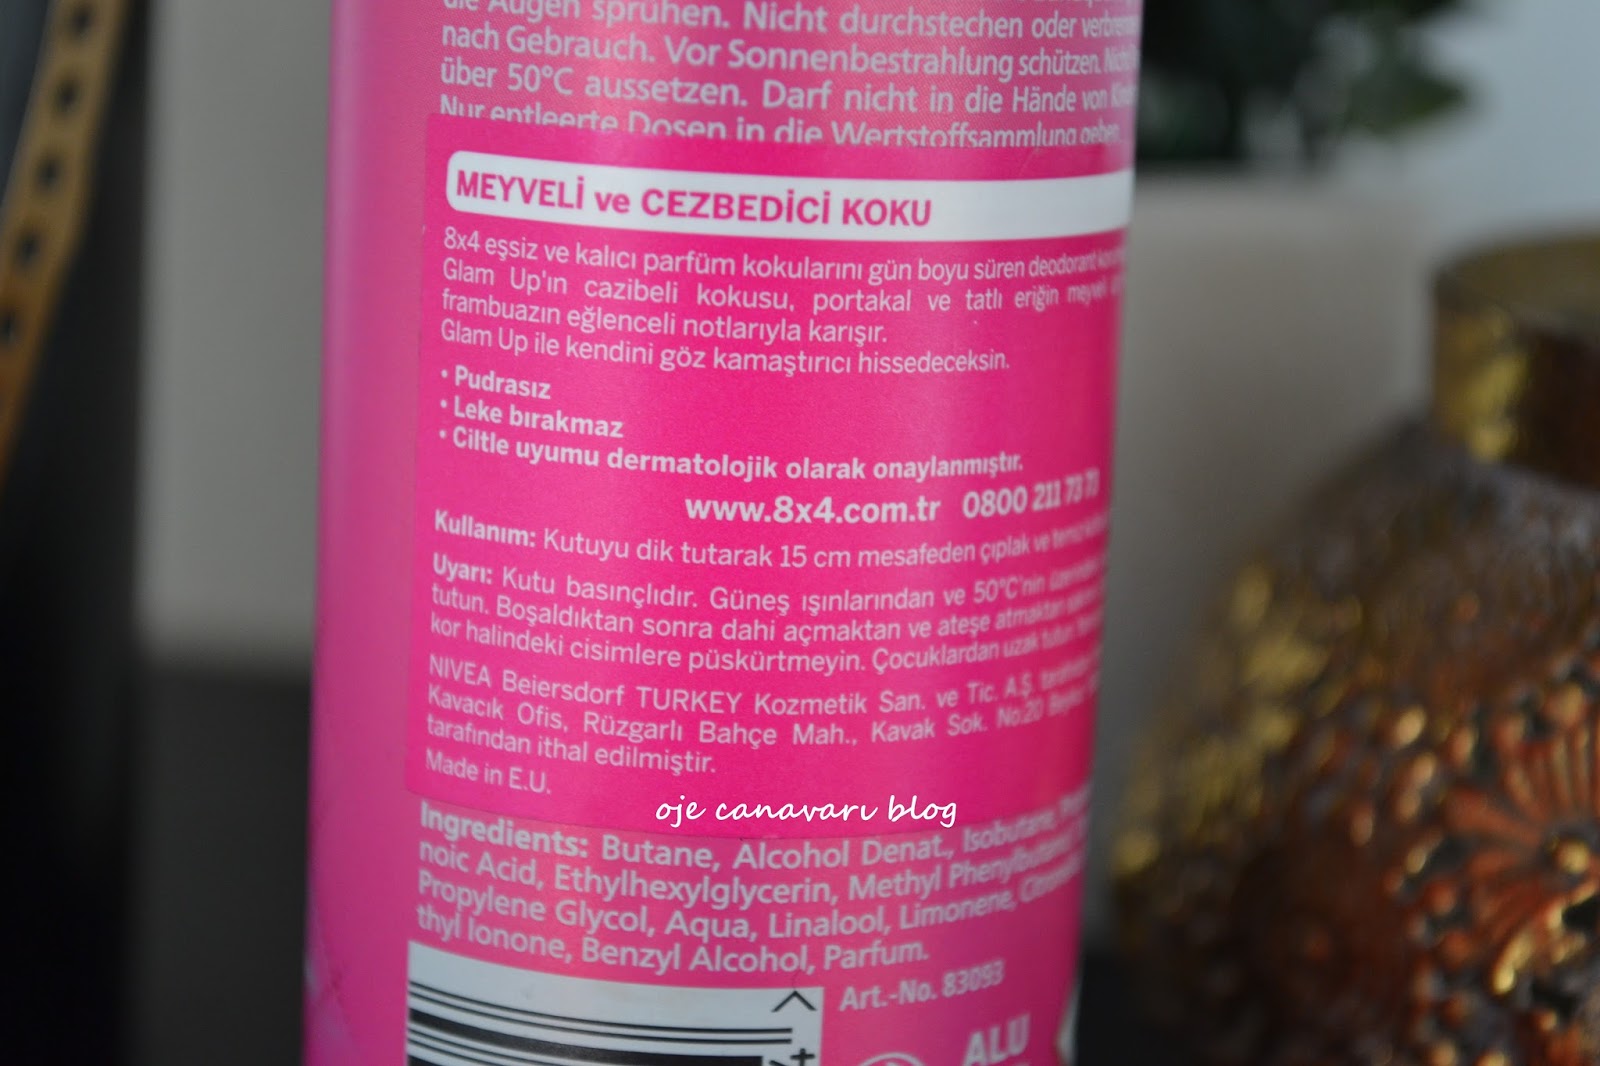 die Augen sprühen. Nicht durchstechen oder
nach Gebrauch. Vor Sonnenbestrahlung schützen.
über 50°C aussetzen. Darf nicht in die Hände von
Nur entleerte Dosen in die Wertstoffsammlung geben.
MEYVELİ ve CEZBEDİCİ KOKU
8x4 eşsiz ve kalıcı parfüm kokularını gün boyu süren deodorant
Glam Up'ın cazibeli kokusu, portakal ve tatlı eriğin meyveli
frambuazın eğlenceli notlarıyla karışır.
Glam Up ile kendini göz kamaştırıcı hissedeceksin.
• Pudrasız
• Leke bırakmaz
• Ciltle uyumu dermatolojik olarak onaylanmıştır.
www.8x4.com.tr 0800 211 73 73
Kullanım: Kutuyu dik tutarak 15 cm mesafeden çıplak ve temiz
Uyarı: Kutu basınçlıdır. Güneş ışınlarından ve 50°C'nin üzerindeki
tutun. Boşaldıktan sonra dahi açmaktan ve ateşe atmaktan
kor halindeki cisimlere püskürtmeyin. Çocuklardan uzak tutun.
NIVEA Beiersdorf TURKEY Kozmetik San. ve Tic. A.Ş. tarafından
Kavacık Ofis, Rüzgarlı Bahçe Mah., Kavak Sok. No:20
tarafından ithal edilmiştir.
Made in E.U.
oje canavarı blog
Ingredients: Butane, Alcohol Denat., Isobutane,
noic Acid, Ethylhexylglycerin, Methyl
Propylene Glycol, Aqua, Linalool, Limonene,
thyl Ionone, Benzyl Alcohol, Parfum.
Art.-No. 83093
ALU